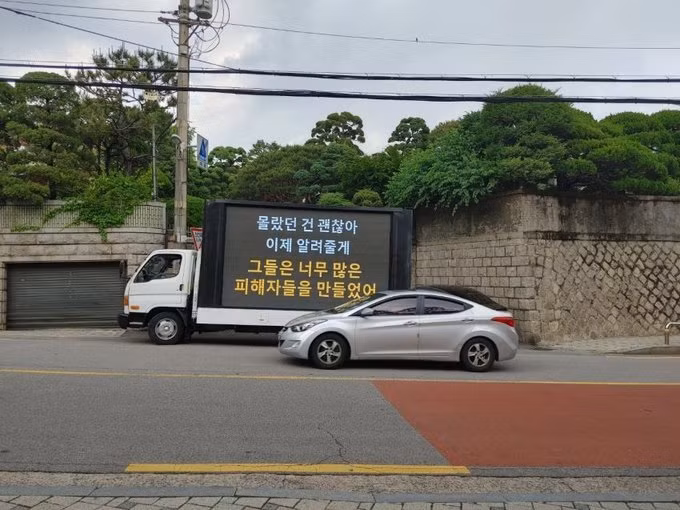 몰랐던 건 괜찮아
이제 알려줄게
그들은 너무 많은
피해자들을 만들었어